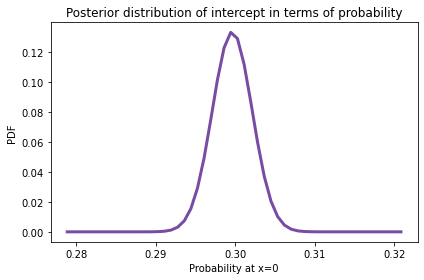 Posterior distribution of intercept in terms of probability
PDF
0.12
0.10
0.08
0.06
0.04
0.02
0.00
0.28 0.29 0.30 0.31 0.32
Probability at x=0